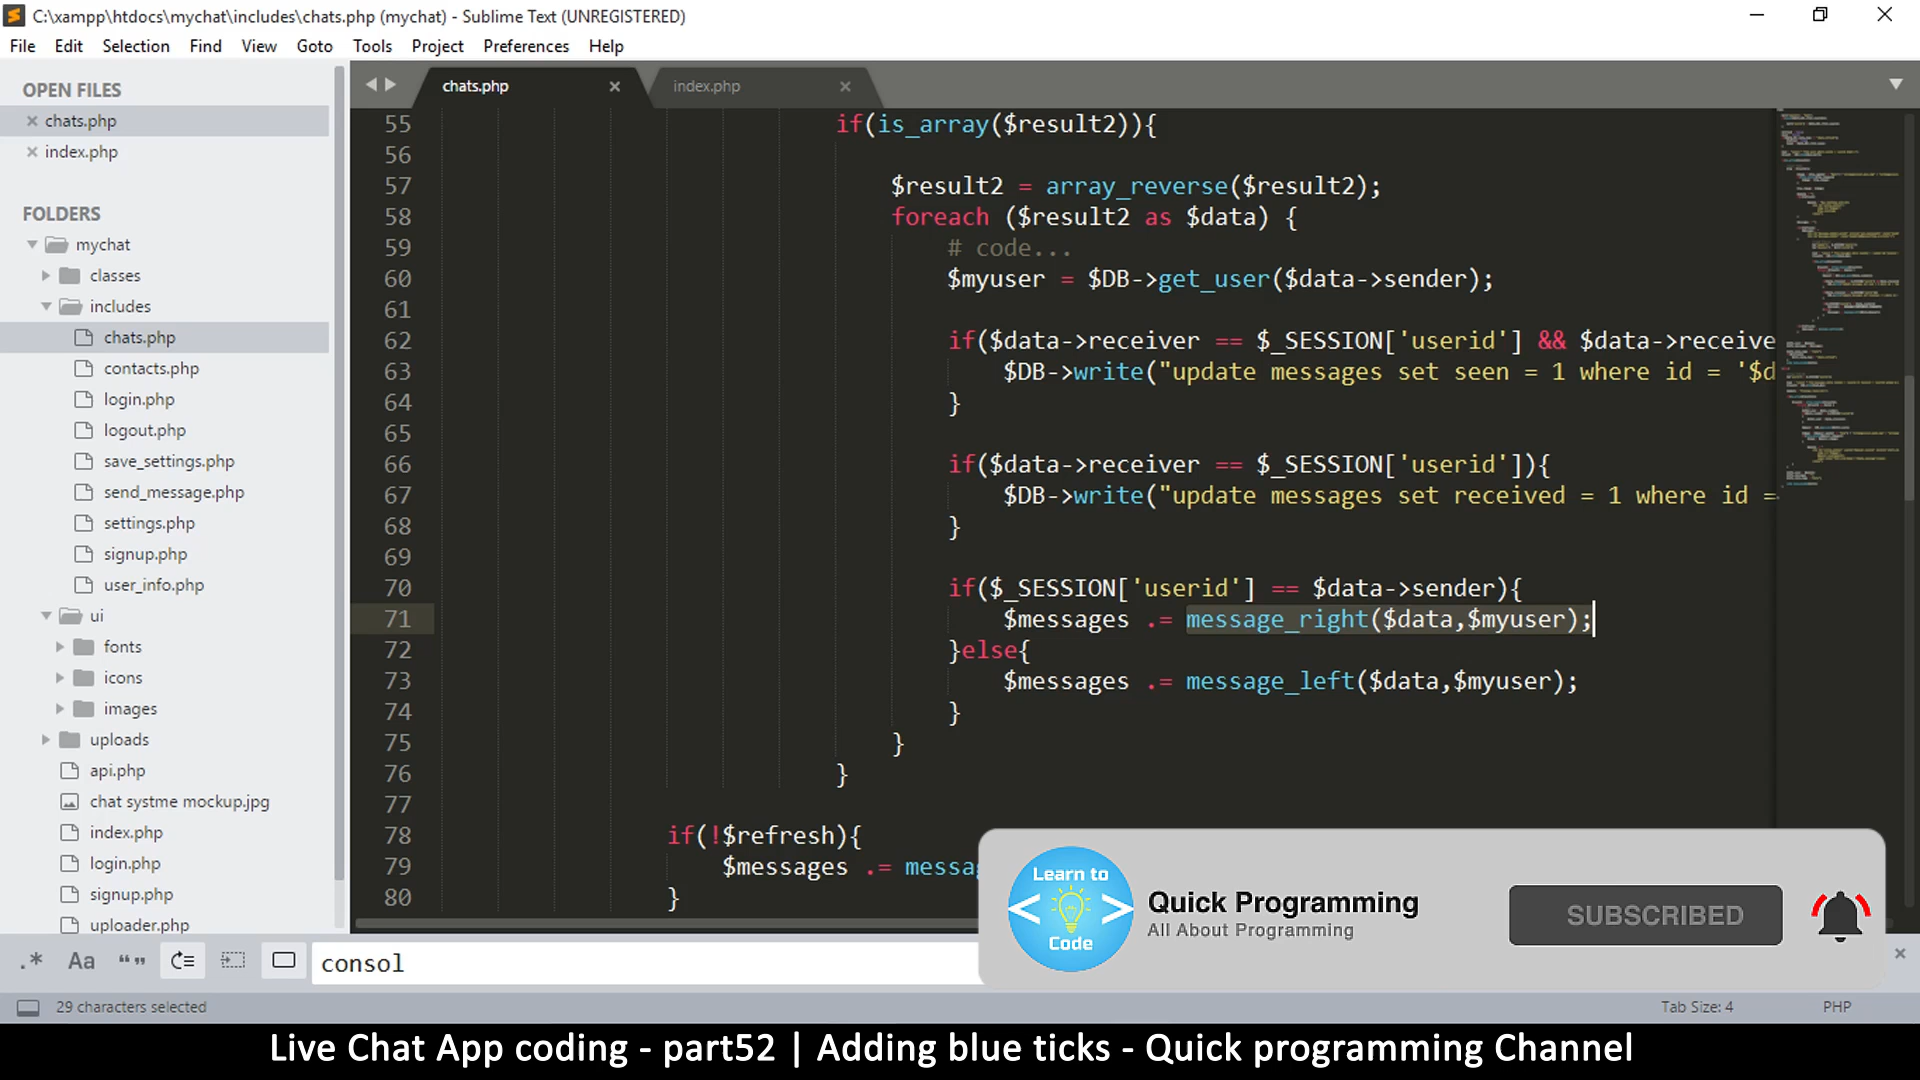 C:\xampp\htdocs\mychat\includes\chats.php (mychat) - Sublime Text (UNREGISTERED)
File Edit Selection Find View Goto Tools Project Preferences Help
OPEN FILES
chats.php
index.php
FOLDERS
mychat
classes
includes
chats.php
contacts.php
login.php
logout.php
save_settings.php
send_message.php
settings.php
signup.php
user_info.php
ui
fonts
icons
images
uploads
api.php
chat systme mockup.jpg
index.php
login.php
signup.php
uploader.php
chats.php index.php
55 if(is_array($result2)){
56
57 $result2 = array_reverse($result2);
58 foreach ($result2 as $data) {
59 # code...
60 $myuser = $DB->get_user($data->sender);
61
62 if($data->receiver == $_SESSION['userid'] && $data->receive
63 $DB->write("update messages set seen = 1 where id = '$d
64 }
65
66 if($data->receiver == $_SESSION['userid']){
67 $DB->write("update messages set received = 1 where id =
68 }
69
70 if($_SESSION['userid'] == $data->sender){
71 $messages .= message_right($data,$myuser);
72 }else{
73 $messages .= message_left($data,$myuser);
74 }
75 }
76 }
77
78 if(!$refresh){
79 $messages .= messa
80 }
Learn to
< >
Code
Quick Programming
All About Programming
SUBSCRIBED
.* Aa “ ” consol
29 characters selected Tab Size: 4 PHP
Live Chat App coding - part52 | Adding blue ticks - Quick programming Channel